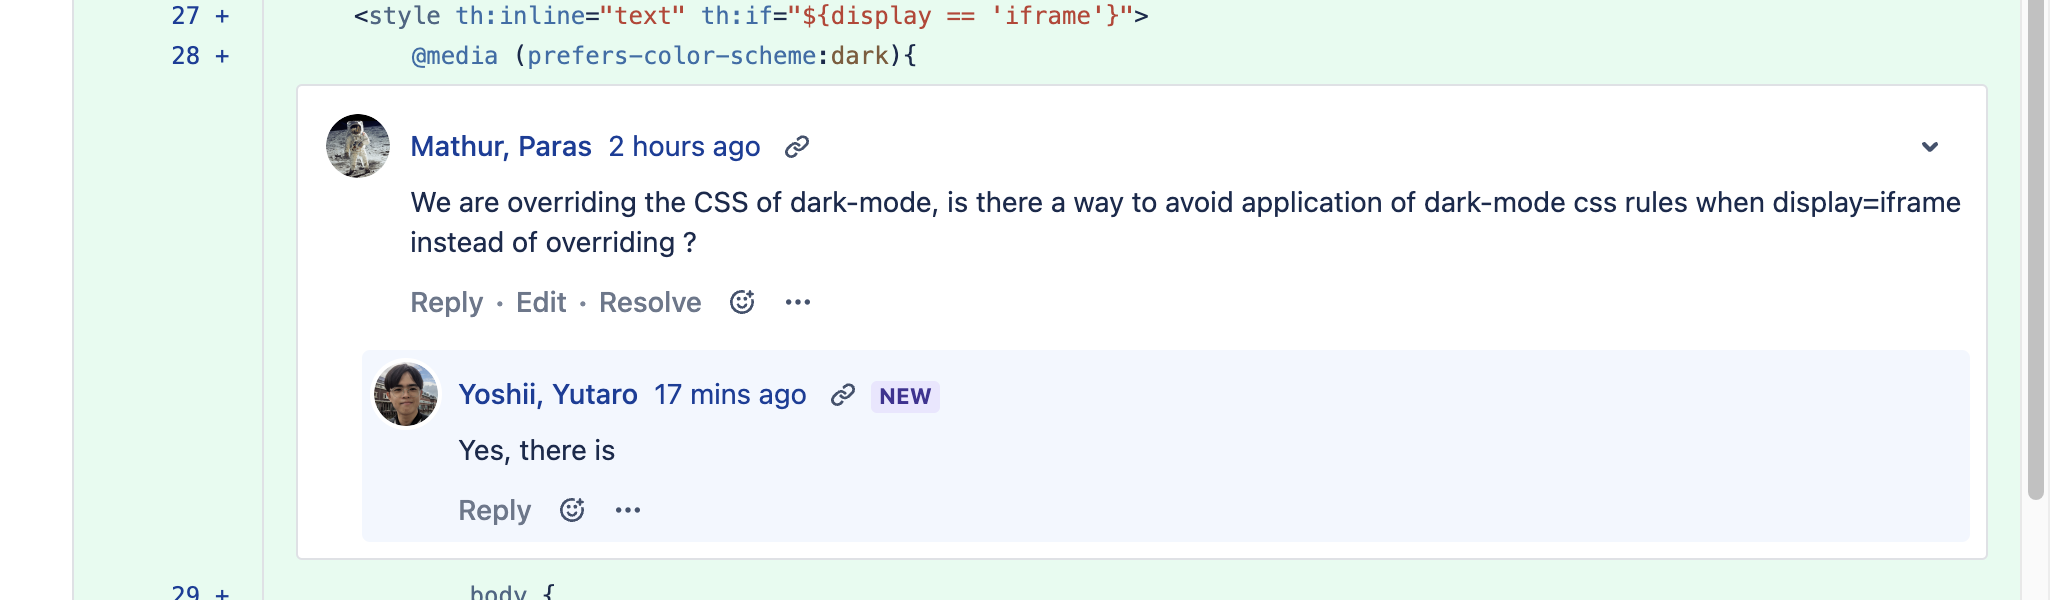 27 + <style th:inline="text" th:if="${display == 'iframe'}">
28 + @media (prefers-color-scheme:dark){
Mathur, Paras 2 hours ago
We are overriding the CSS of dark-mode, is there a way to avoid application of dark-mode css rules when display=iframe
instead of overriding ?
Reply · Edit · Resolve
Yoshii, Yutaro 17 mins ago NEW
Yes, there is
Reply
29 + body {